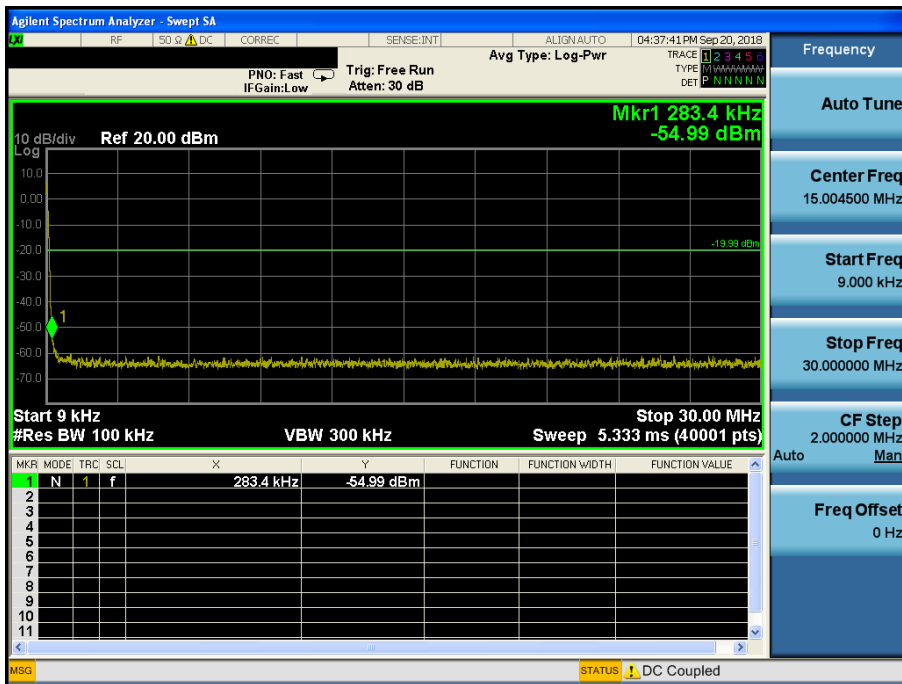 Agilent Spectrum Analyzer - Swept SA
LXI RF 50 Ω DC CORREC SENSE:INT ALIGNAUTO 04:37:41 PM Sep 20, 2018
Avg Type: Log-Pwr TRACE 1 2 3 4 5 6
PNO: Fast Trig: Free Run TYPE MWWWWW
IFGain:Low Atten: 30 dB DET P N N N N N
Mkr1 283.4 kHz
-54.99 dBm
10 dB/div Ref 20.00 dBm
Log
10.0
0.00
-10.0
-20.0
-19.99 dBm
-30.0
-40.0
1
-50.0
-60.0
-70.0
Start 9 kHz Stop 30.00 MHz
#Res BW 100 kHz VBW 300 kHz Sweep 5.333 ms (40001 pts)
MKR MODE TRC SCL X Y FUNCTION FUNCTION WIDTH FUNCTION VALUE
1 N 1 f 283.4 kHz -54.99 dBm
2
3
4
5
6
7
8
9
10
11
MSG STATUS DC Coupled
Frequency
Auto Tune
Center Freq
15.004500 MHz
Start Freq
9.000 kHz
Stop Freq
30.000000 MHz
CF Step
2.000000 MHz
Auto Man
Freq Offset
0 Hz